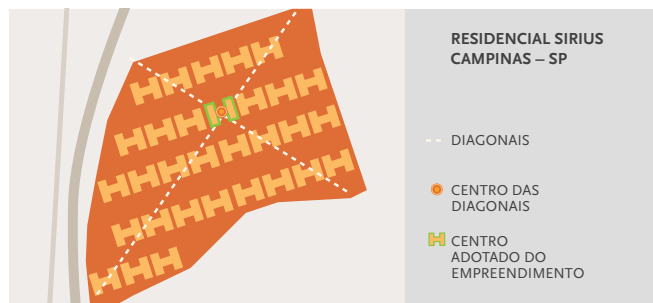 RESIDENCIAL SIRIUS
CAMPINAS – SP
DIAGONAIS
CENTRO DAS
DIAGONAIS
CENTRO
ADOTADO DO
EMPREENDIMENTO